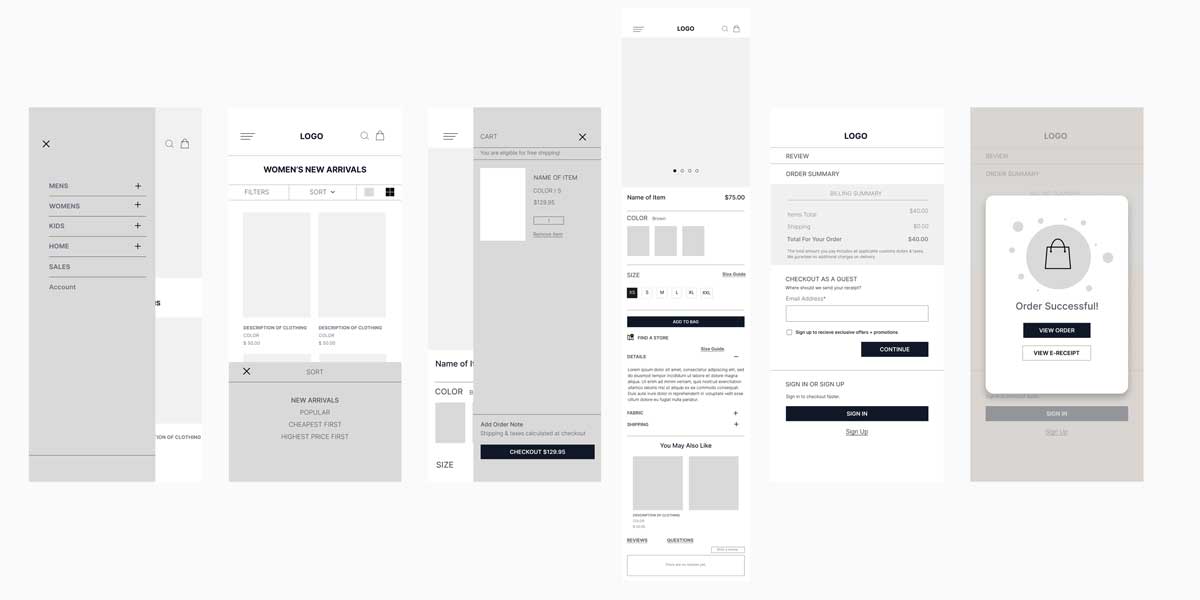 MENS
WOMENS
KIDS
HOME
SALES
Account
RS
ION OF CLOTHING
LOGO
WOMEN'S NEW ARRIVALS
FILTERS SORT
DESCRIPTION OF CLOTHING DESCRIPTION OF CLOTHING
COLOR COLOR
$ 50.00 $ 50.00
SORT
NEW ARRIVALS
POPULAR
CHEAPEST FIRST
HIGHEST PRICE FIRST
Name of I
COLOR B
SIZE
CART
You are eligible for free shipping!
NAME OF ITEM
COLOR / S
$129.95
1
Remove Item
Add Order Note
Shipping & taxes calculated at checkout
CHECKOUT $129.95
LOGO
Name of Item $75.00
COLOR Brown
SIZE Size Guide
XS S M L XL XXL
ADD TO BAG
FIND A STORE
Size Guide
DETAILS
Lorem ipsum dolor sit amet, consectetur adipiscing elit, sed
do eiusmod tempor incididunt ut labore et dolore magna
aliqua. Ut enim ad minim veniam, quis nostrud exercitation
ullamco laboris nisi ut aliquip ex ea commodo consequat.
Duis aute irure dolor in reprehenderit in voluptate velit esse
cillum dolore eu fugiat nulla pariatur.
FABRIC
SHIPPING
You May Also Like
DESCRIPTION OF CLOTHING
COLOR
$ 50.00
REVIEWS QUESTIONS
Write a review
There are no reviews yet.
LOGO
REVIEW
ORDER SUMMARY
BILLING SUMMARY
Items Total $40.00
Shipping $0.00
Total For Your Order $40.00
The total amount you pay includes all applicable customs duties & taxes.
We gurantee no additional charges on delivery
CHECKOUT AS A GUEST
Where should we send your receipt?
Email Address*
Sign up to recieve exclusive offers + promotions
CONTINUE
SIGN IN OR SIGN UP
Sign in to checkout faster.
SIGN IN
Sign Up
LOGO
REVIEW
ORDER SUMMARY
Order Successful!
VIEW ORDER
VIEW E-RECEIPT
SIGN IN
Sign Up